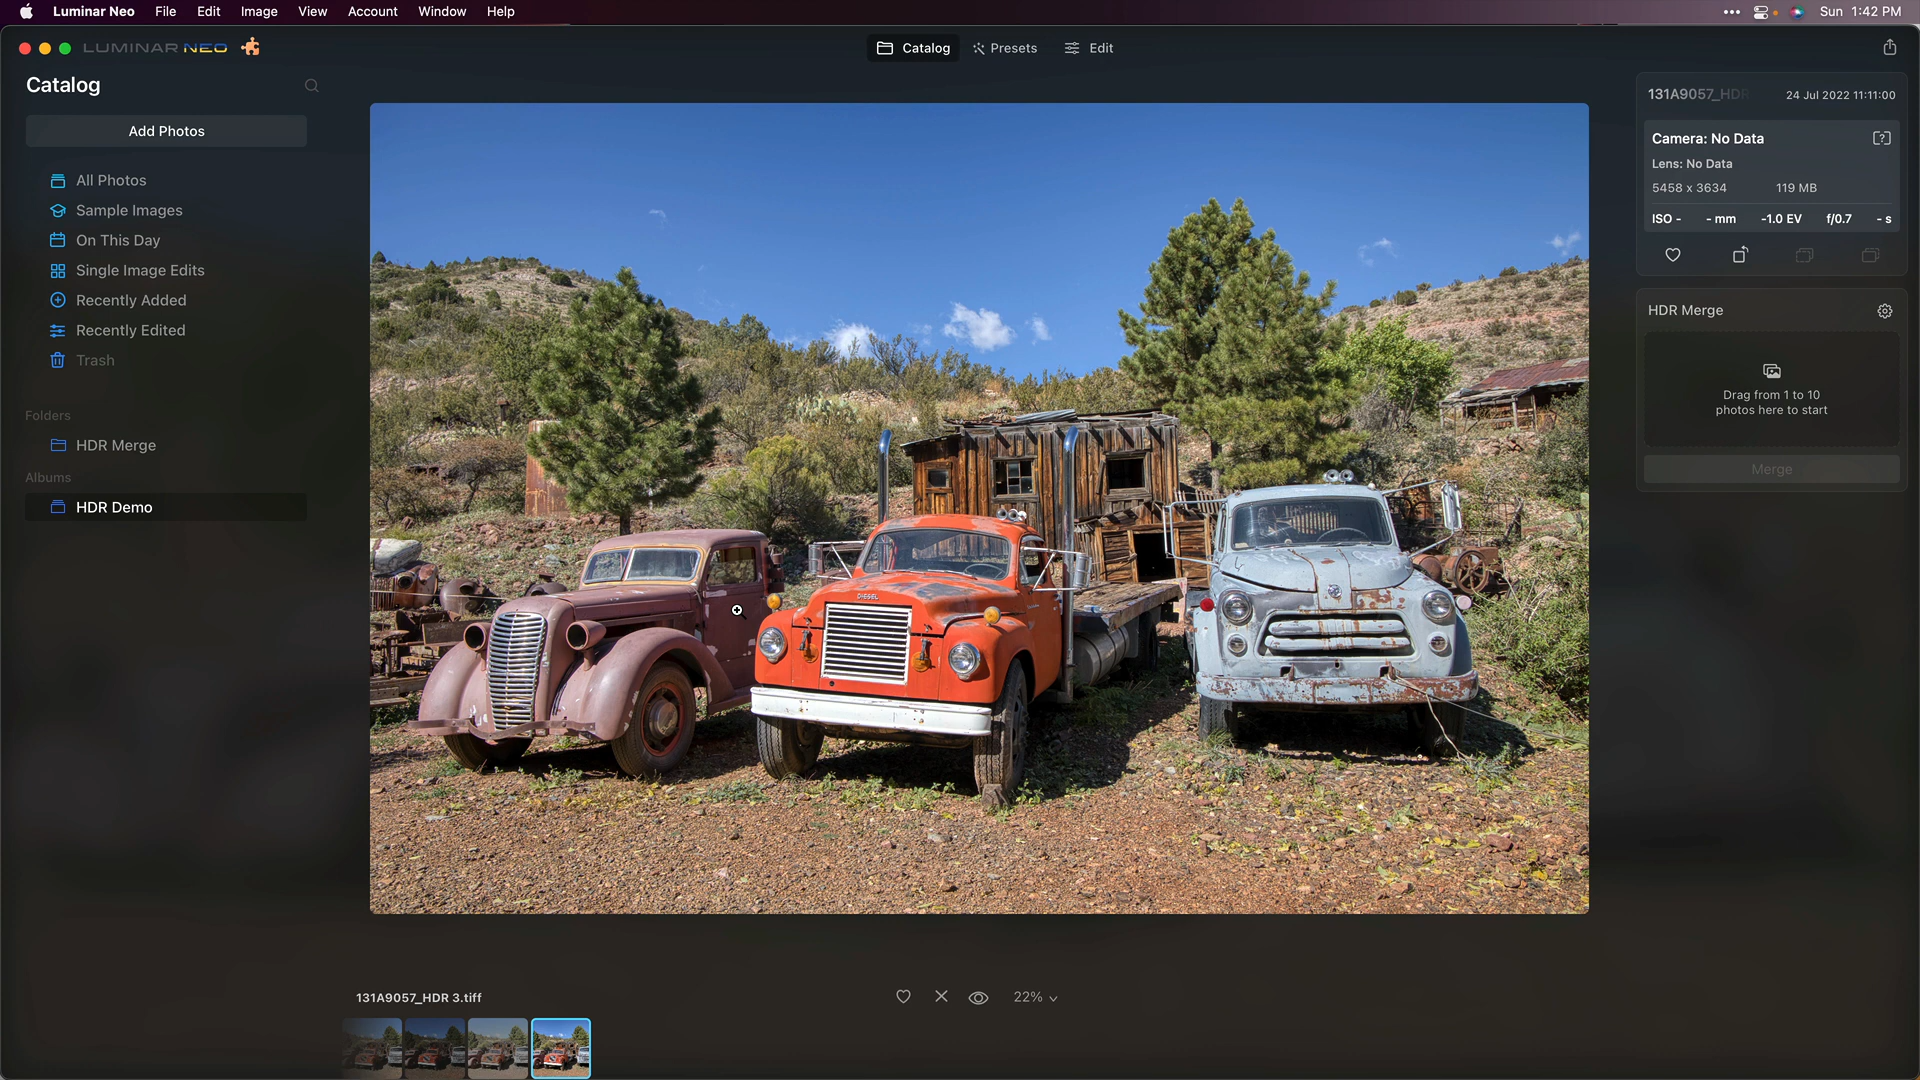 Luminar Neo File Edit Image View Account Window Help
Sun 1:42 PM
LUMINAR NEO
Catalog Presets Edit
Catalog
Add Photos
All Photos
Sample Images
On This Day
Single Image Edits
Recently Added
Recently Edited
Trash
Folders
HDR Merge
Albums
HDR Demo
DIESEL
131A9057_HDR 24 Jul 2022 11:11:00
Camera: No Data
Lens: No Data
5458 x 3634 119 MB
ISO - - mm -1.0 EV f/0.7 - s
HDR Merge
Drag from 1 to 10
photos here to start
Merge
131A9057_HDR 3.tiff
22%